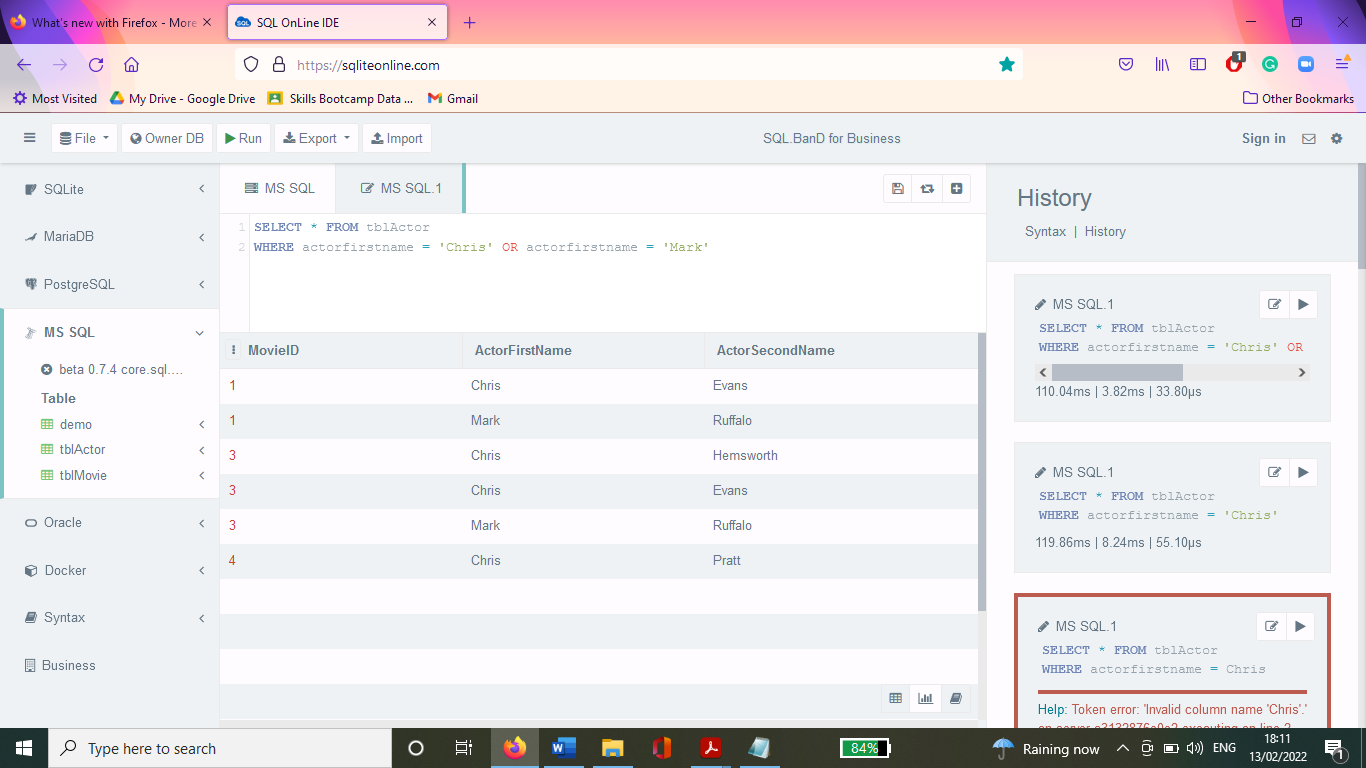 What's new with Firefox - More
SQL OnLine IDE
https://sqliteonline.com
1
Most Visited
My Drive - Google Drive
Skills Bootcamp Data ...
Gmail
Other Bookmarks
File
Owner DB
Run
Export
Import
SQL.BanD for Business
Sign in
SQLite
MariaDB
PostgreSQL
MS SQL
beta 0.7.4 core.sql....
Table
demo
tblActor
tblMovie
Oracle
Docker
Syntax
Business
MS SQL
MS SQL.1
1 SELECT * FROM tblActor
2 WHERE actorfirstname = 'Chris' OR actorfirstname = 'Mark'
MovieID ActorFirstName ActorSecondName
1 Chris Evans
1 Mark Ruffalo
3 Chris Hemsworth
3 Chris Evans
3 Mark Ruffalo
4 Chris Pratt
History
Syntax | History
MS SQL.1
SELECT * FROM tblActor
WHERE actorfirstname = 'Chris' OR
110.04ms | 3.82ms | 33.80µs
MS SQL.1
SELECT * FROM tblActor
WHERE actorfirstname = 'Chris'
119.86ms | 8.24ms | 55.10µs
MS SQL.1
SELECT * FROM tblActor
WHERE actorfirstname = Chris
Help: Token error: 'Invalid column name 'Chris'.'
Type here to search
84%
Raining now
ENG
18:11
13/02/2022
1